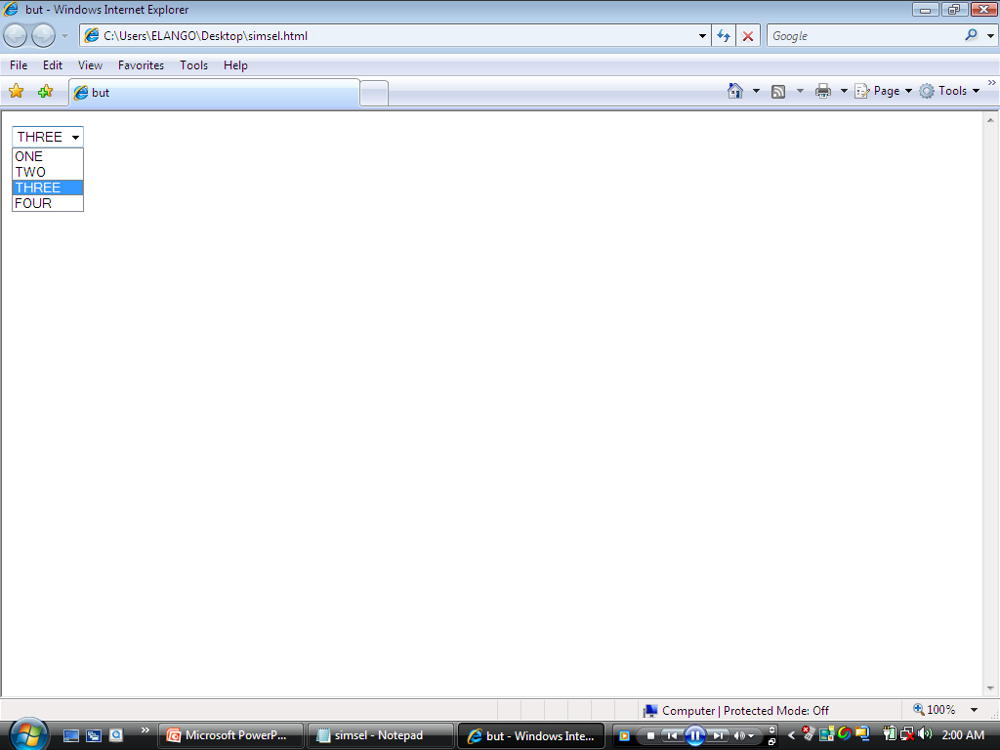 but - Windows Internet Explorer
C:\Users\ELANGO\Desktop\simsel.html
Google
File Edit View Favorites Tools Help
but
Page Tools
THREE
ONE
TWO
THREE
FOUR
Computer | Protected Mode: Off
100%
Microsoft PowerP...
simsel - Notepad
but - Windows Inte...
2:00 AM